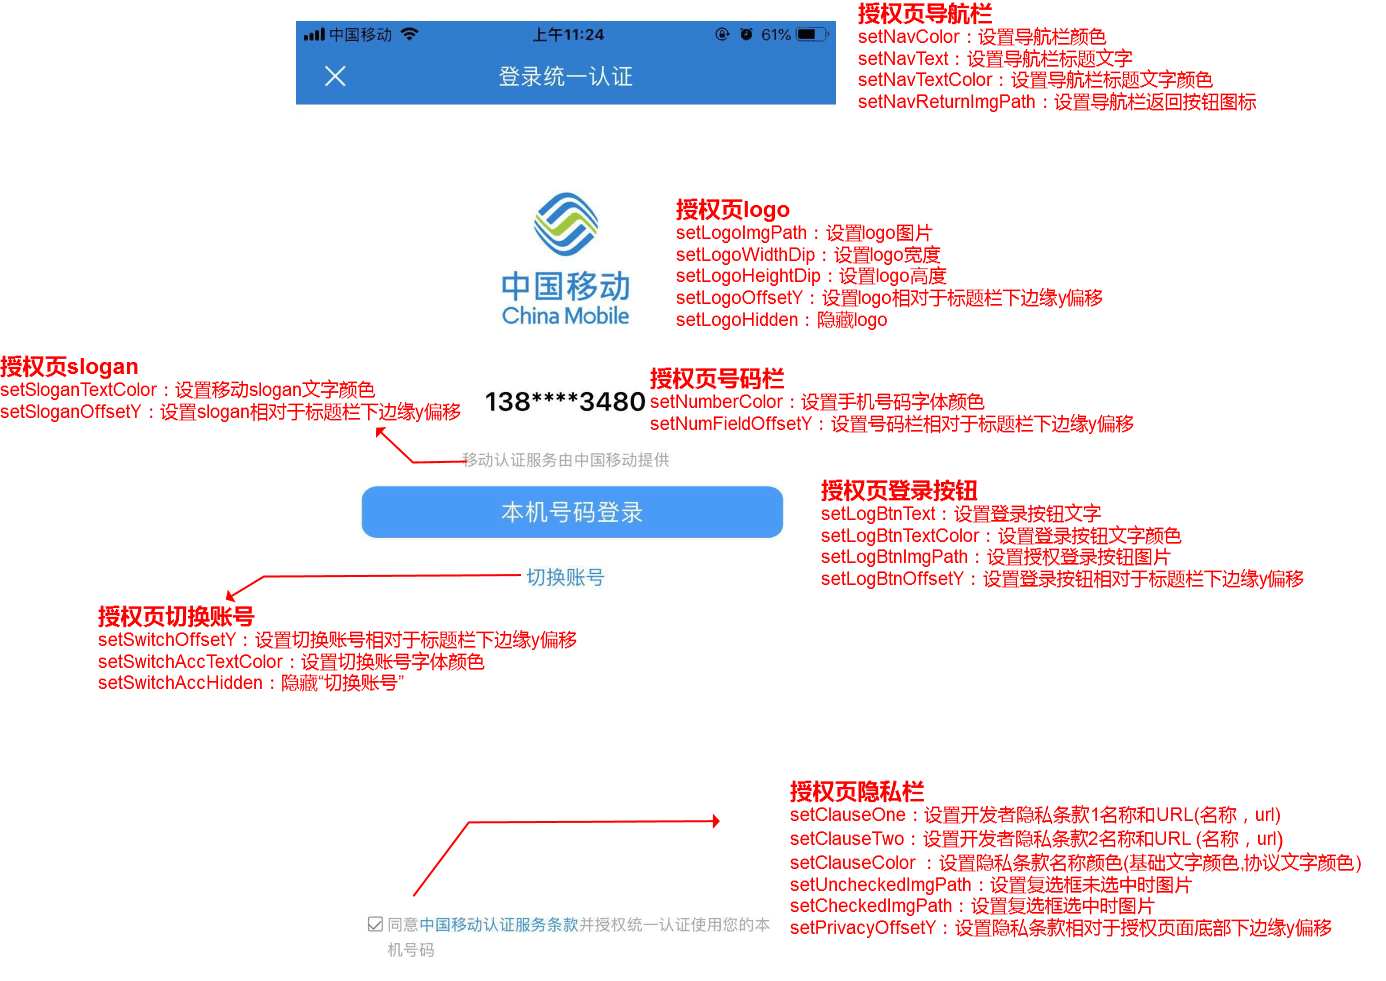 中国移动
上午11:24
61%
登录统一认证
授权页导航栏
setNavColor：设置导航栏颜色
setNavText：设置导航栏标题文字
setNavTextColor：设置导航栏标题文字颜色
setNavReturnImgPath：设置导航栏返回按钮图标
中国移动
China Mobile
授权页logo
setLogoImgPath：设置logo图片
setLogoWidthDip：设置logo宽度
setLogoHeightDip：设置logo高度
setLogoOffsetY：设置logo相对于标题栏下边缘y偏移
setLogoHidden：隐藏logo
授权页slogan
setSloganTextColor：设置移动slogan文字颜色
setSloganOffsetY：设置slogan相对于标题栏下边缘y偏移
138****3480
授权页号码栏
setNumberColor：设置手机号码字体颜色
setNumFieldOffsetY：设置号码栏相对于标题栏下边缘y偏移
移动认证服务由中国移动提供
本机号码登录
授权页登录按钮
setLogBtnText：设置登录按钮文字
setLogBtnTextColor：设置登录按钮文字颜色
setLogBtnImgPath：设置授权登录按钮图片
setLogBtnOffsetY：设置登录按钮相对于标题栏下边缘y偏移
切换账号
授权页切换账号
setSwitchOffsetY：设置切换账号相对于标题栏下边缘y偏移
setSwitchAccTextColor：设置切换账号字体颜色
setSwitchAccHidden：隐藏“切换账号”
授权页隐私栏
setClauseOne：设置开发者隐私条款1名称和URL(名称，url)
setClauseTwo：设置开发者隐私条款2名称和URL (名称，url)
setClauseColor ：设置隐私条款名称颜色(基础文字颜色,协议文字颜色)
setUncheckedImgPath：设置复选框未选中时图片
setCheckedImgPath：设置复选框选中时图片
setPrivacyOffsetY：设置隐私条款相对于授权页面底部下边缘y偏移
同意中国移动认证服务条款并授权统一认证使用您的本
机号码